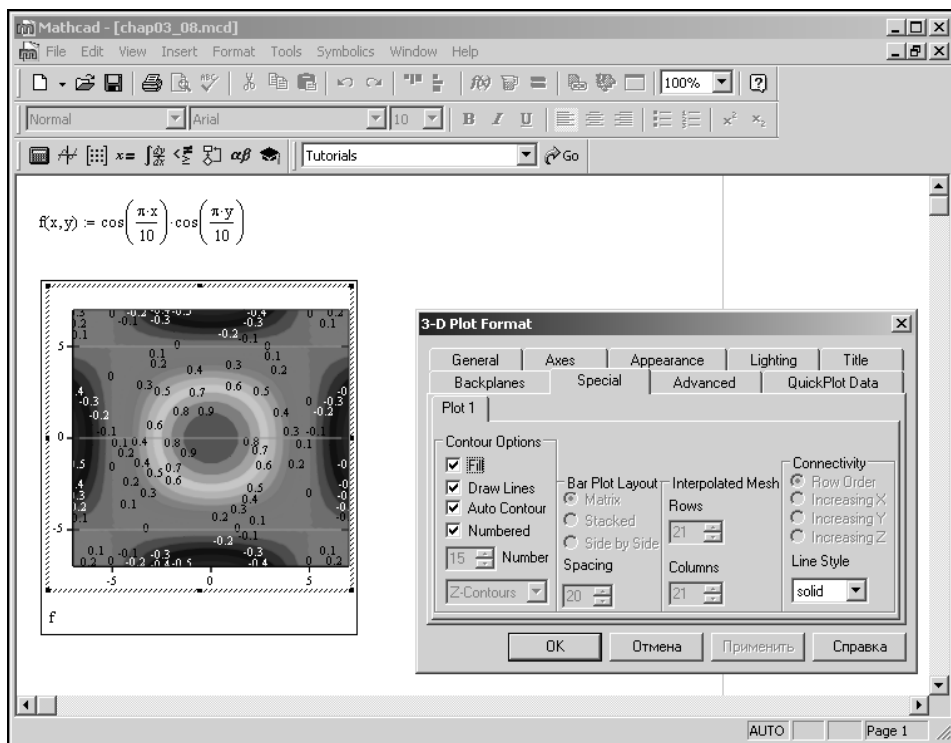 Mathcad - [chap03_08.mcd]
File Edit View Insert Format Tools Symbolics Window Help
100%
Normal Arial 10 B I U x² x₂
x= αβ Tutorials Go
f(x,y) := cos(π·x/10)·cos(π·y/10)
5
0
-5
-5 0 5
f
3-D Plot Format
General Axes Appearance Lighting Title
Backplanes Special Advanced QuickPlot Data
Plot 1
Contour Options
Fill
Draw Lines
Auto Contour
Numbered
15 Number
Z-Contours
Bar Plot Layout
Matrix
Stacked
Side by Side
Spacing
20
Interpolated Mesh
Rows
21
Columns
21
Connectivity
Row Order
Increasing X
Increasing Y
Increasing Z
Line Style
solid
OK Отмена Применить Справка
AUTO Page 1